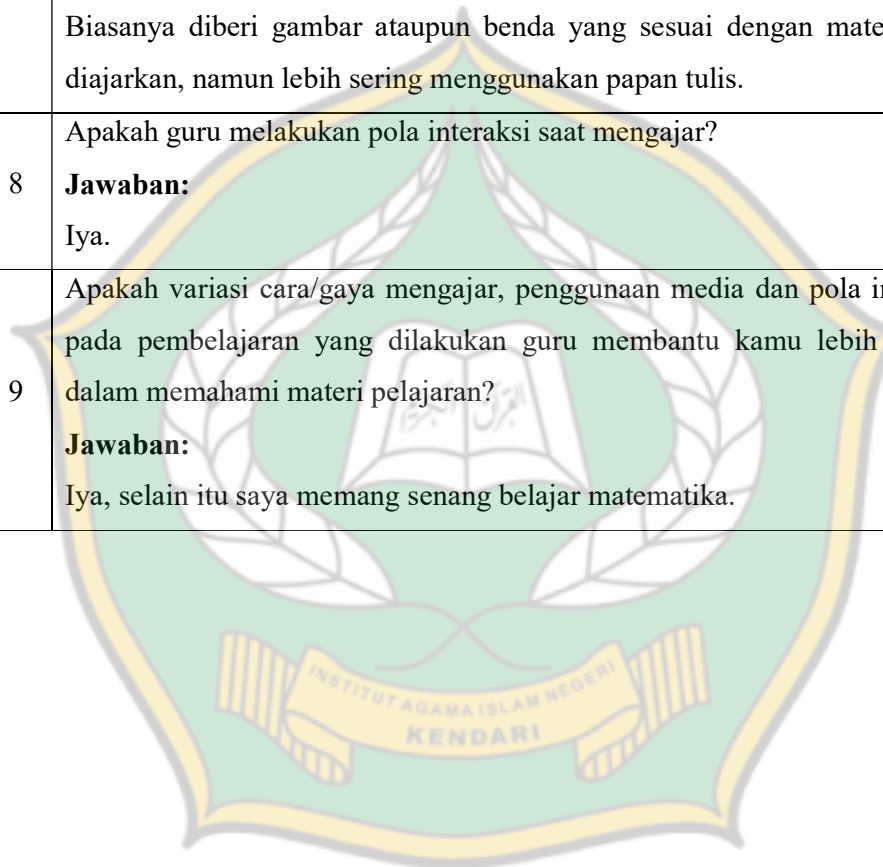 Biasanya diberi gambar ataupun benda yang sesuai dengan mate
diajarkan, namun lebih sering menggunakan papan tulis.
Apakah guru melakukan pola interaksi saat mengajar?
8 Jawaban:
Iya.
Apakah variasi cara/gaya mengajar, penggunaan media dan pola i
pada pembelajaran yang dilakukan guru membantu kamu lebih
9 dalam memahami materi pelajaran?
Jawaban:
Iya, selain itu saya memang senang belajar matematika.
INSTITUT AGAMA ISLAM NEGERI
KENDARI